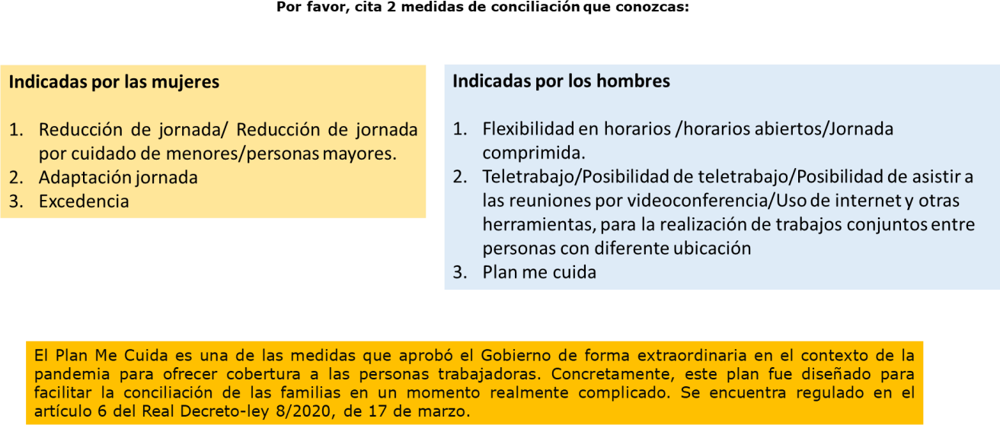 Por favor, cita 2 medidas de conciliación que conozcas:
Indicadas por las mujeres
1. Reducción de jornada/ Reducción de jornada
por cuidado de menores/personas mayores.
2. Adaptación jornada
3. Excedencia
Indicadas por los hombres
1. Flexibilidad en horarios /horarios abiertos/Jornada
comprimida.
2. Teletrabajo/Posibilidad de teletrabajo/Posibilidad de asistir a
las reuniones por videoconferencia/Uso de internet y otras
herramientas, para la realización de trabajos conjuntos entre
personas con diferente ubicación
3. Plan me cuida
El Plan Me Cuida es una de las medidas que aprobó el Gobierno de forma extraordinaria en el contexto de la
pandemia para ofrecer cobertura a las personas trabajadoras. Concretamente, este plan fue diseñado para
facilitar la conciliación de las familias en un momento realmente complicado. Se encuentra regulado en el
artículo 6 del Real Decreto-ley 8/2020, de 17 de marzo.